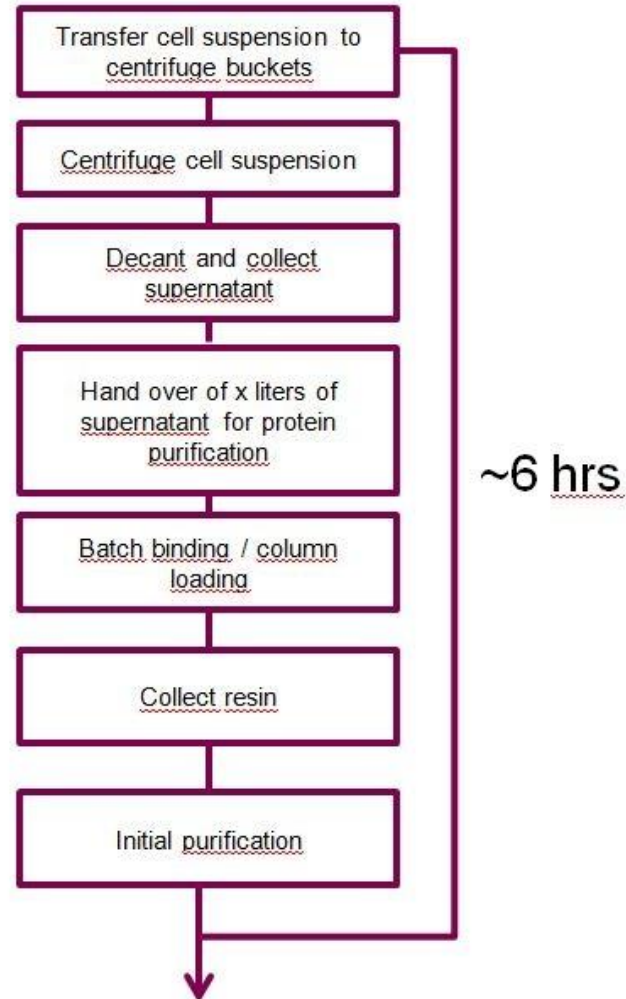 Transfer cell suspension to
centrifuge buckets
Centrifuge cell suspension
Decant and collect
supernatant
Hand over of x liters of
supernatant for protein
purification
~6 hrs
Batch binding / column
loading
Collect resin
Initial purification